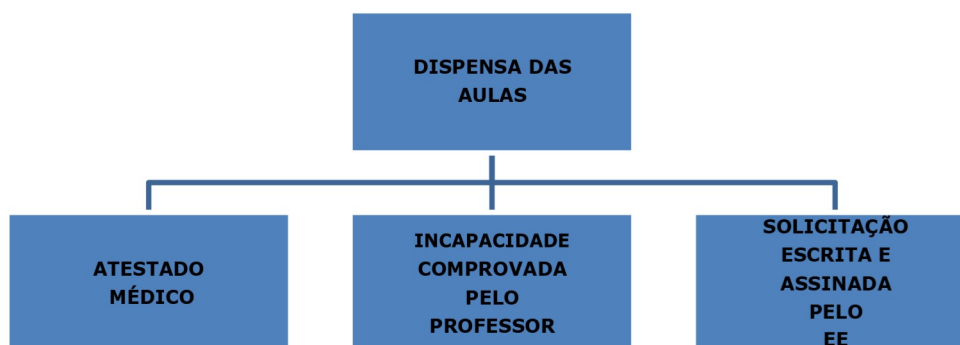 DISPENSA DAS
AULAS
ATESTADO
MÉDICO
INCAPACIDADE
COMPROVADA
PELO
PROFESSOR
SOLICITAÇÃO
ESCRITA E
ASSINADA
PELO
EE